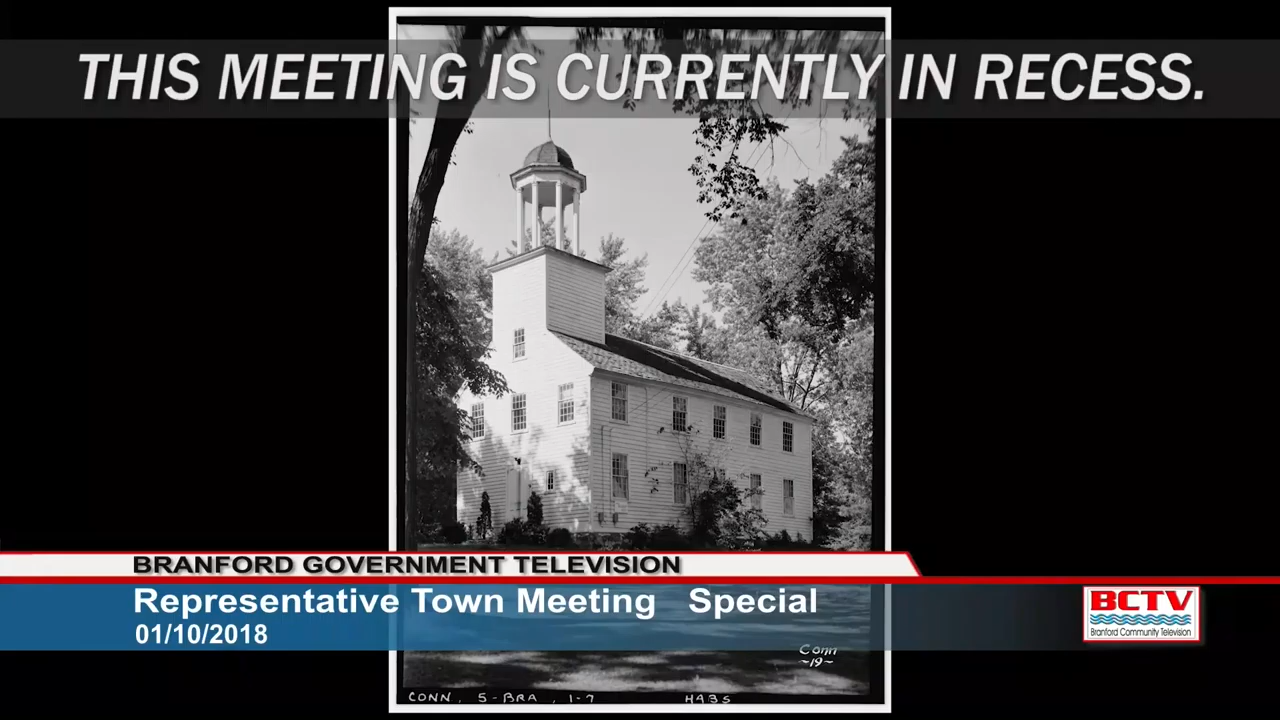 THIS MEETING IS CURRENTLY IN RECESS.
BRANFORD GOVERNMENT TELEVISION
Representative Town Meeting Special
01/10/2018
BCTV
Branford Community Television
Conn
~19~
CONN, 5-BRA, 1-7 HABS